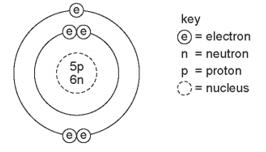 e
e e
5p
6n
e e
key
e = electron
n = neutron
p = proton
= nucleus